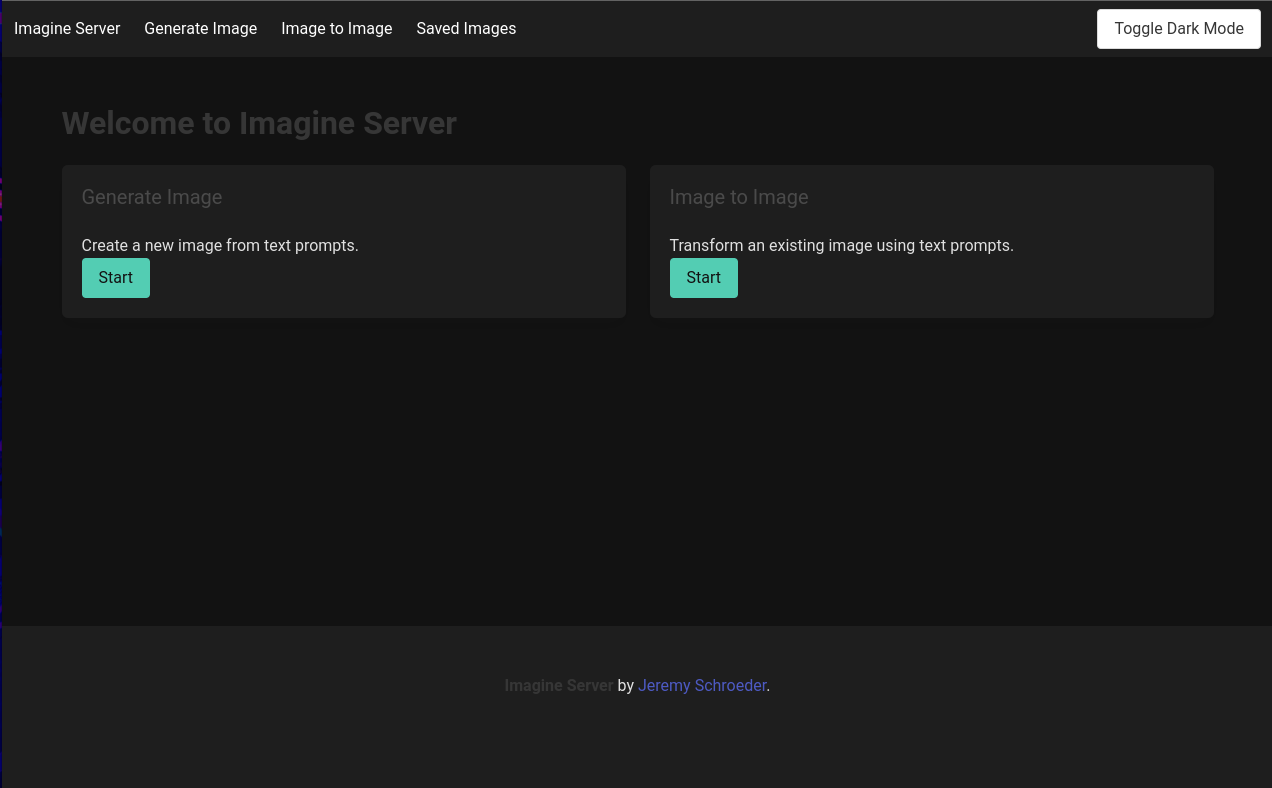 Imagine Server Generate Image Image to Image Saved Images Toggle Dark Mode
Welcome to Imagine Server
Generate Image
Create a new image from text prompts.
Start
Image to Image
Transform an existing image using text prompts.
Start
Imagine Server by Jeremy Schroeder.